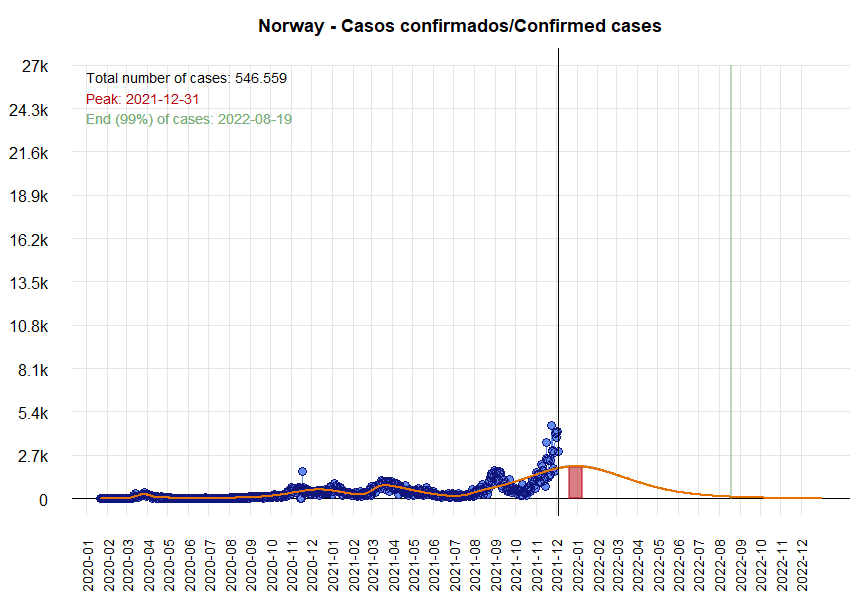 Norway - Casos confirmados/Confirmed cases
27k
Total number of cases: 546.559
Peak: 2021-12-31
24.3k
End (99%) of cases: 2022-08-19
21.6k
18.9k
16.2k
13.5k
10.8k
8.1k
5.4k
2.7k
0
2020-01
2020-02
2020-03
2020-04
2020-05
2020-06
2020-07
2020-08
2020-09
2020-10
2020-11
2020-12
2021-01
2021-02
2021-03
2021-04
2021-05
2021-06
2021-07
2021-08
2021-09
2021-10
2021-11
2021-12
2022-01
2022-02
2022-03
2022-04
2022-05
2022-06
2022-07
2022-08
2022-09
2022-10
2022-11
2022-12